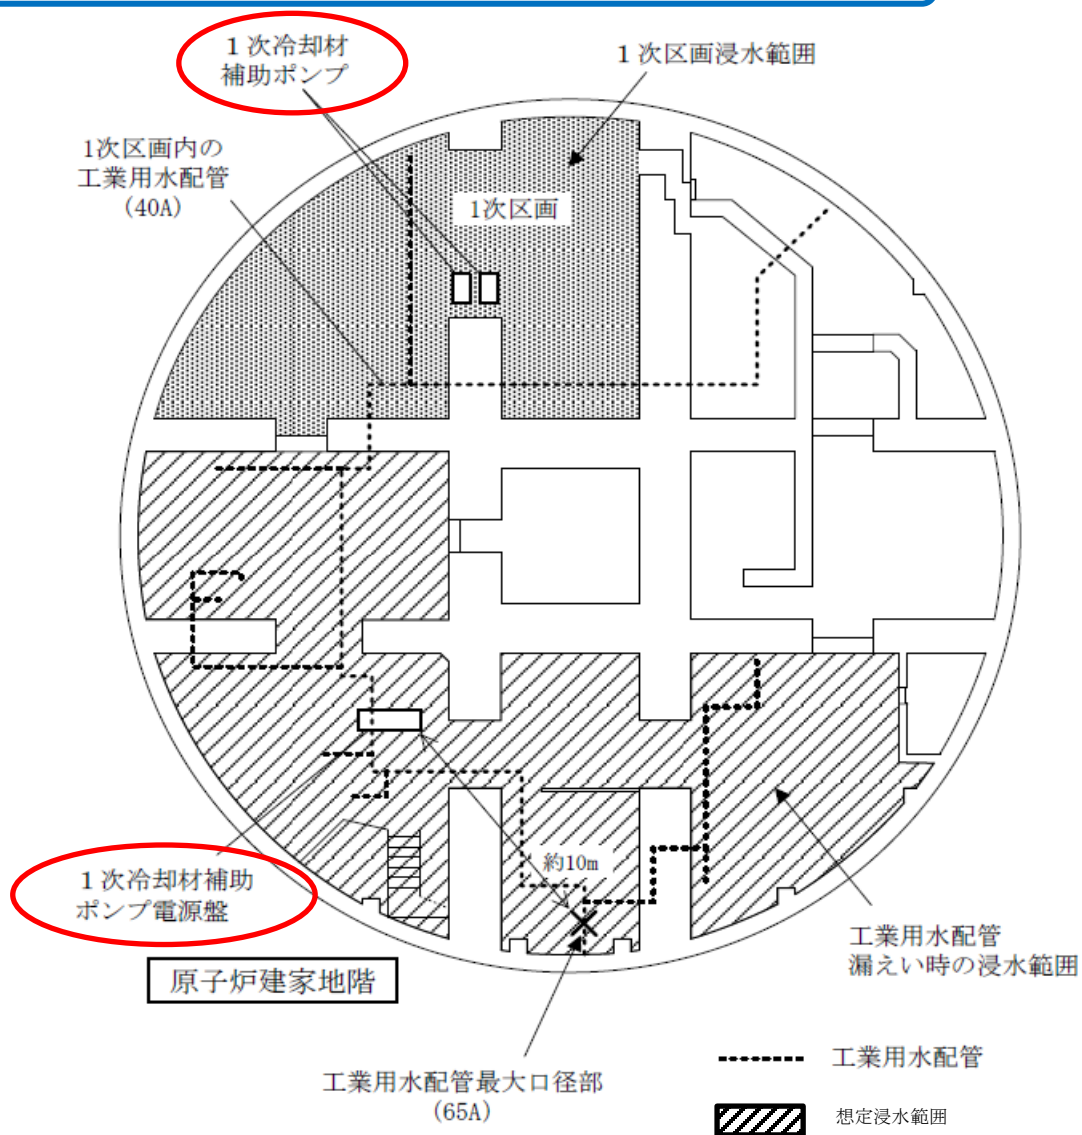 1次冷却材
補助ポンプ
1次区画浸水範囲
1次区画内の
工業用水配管
(40A)
1次区画
約10m
1次冷却材補助
ポンプ電源盤
原子炉建家地階
工業用水配管
漏えい時の浸水範囲
工業用水配管最大口径部
(65A)
工業用水配管
想定浸水範囲